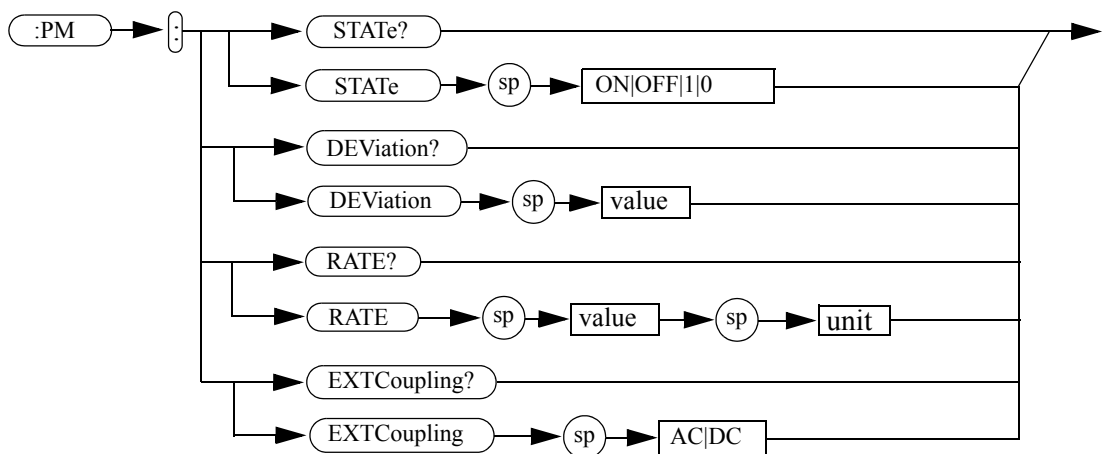 :PM : STATe?
STATe sp ON|OFF|1|0
DEViation?
DEViation sp value
RATE?
RATE sp value sp unit
EXTCoupling?
EXTCoupling sp AC|DC